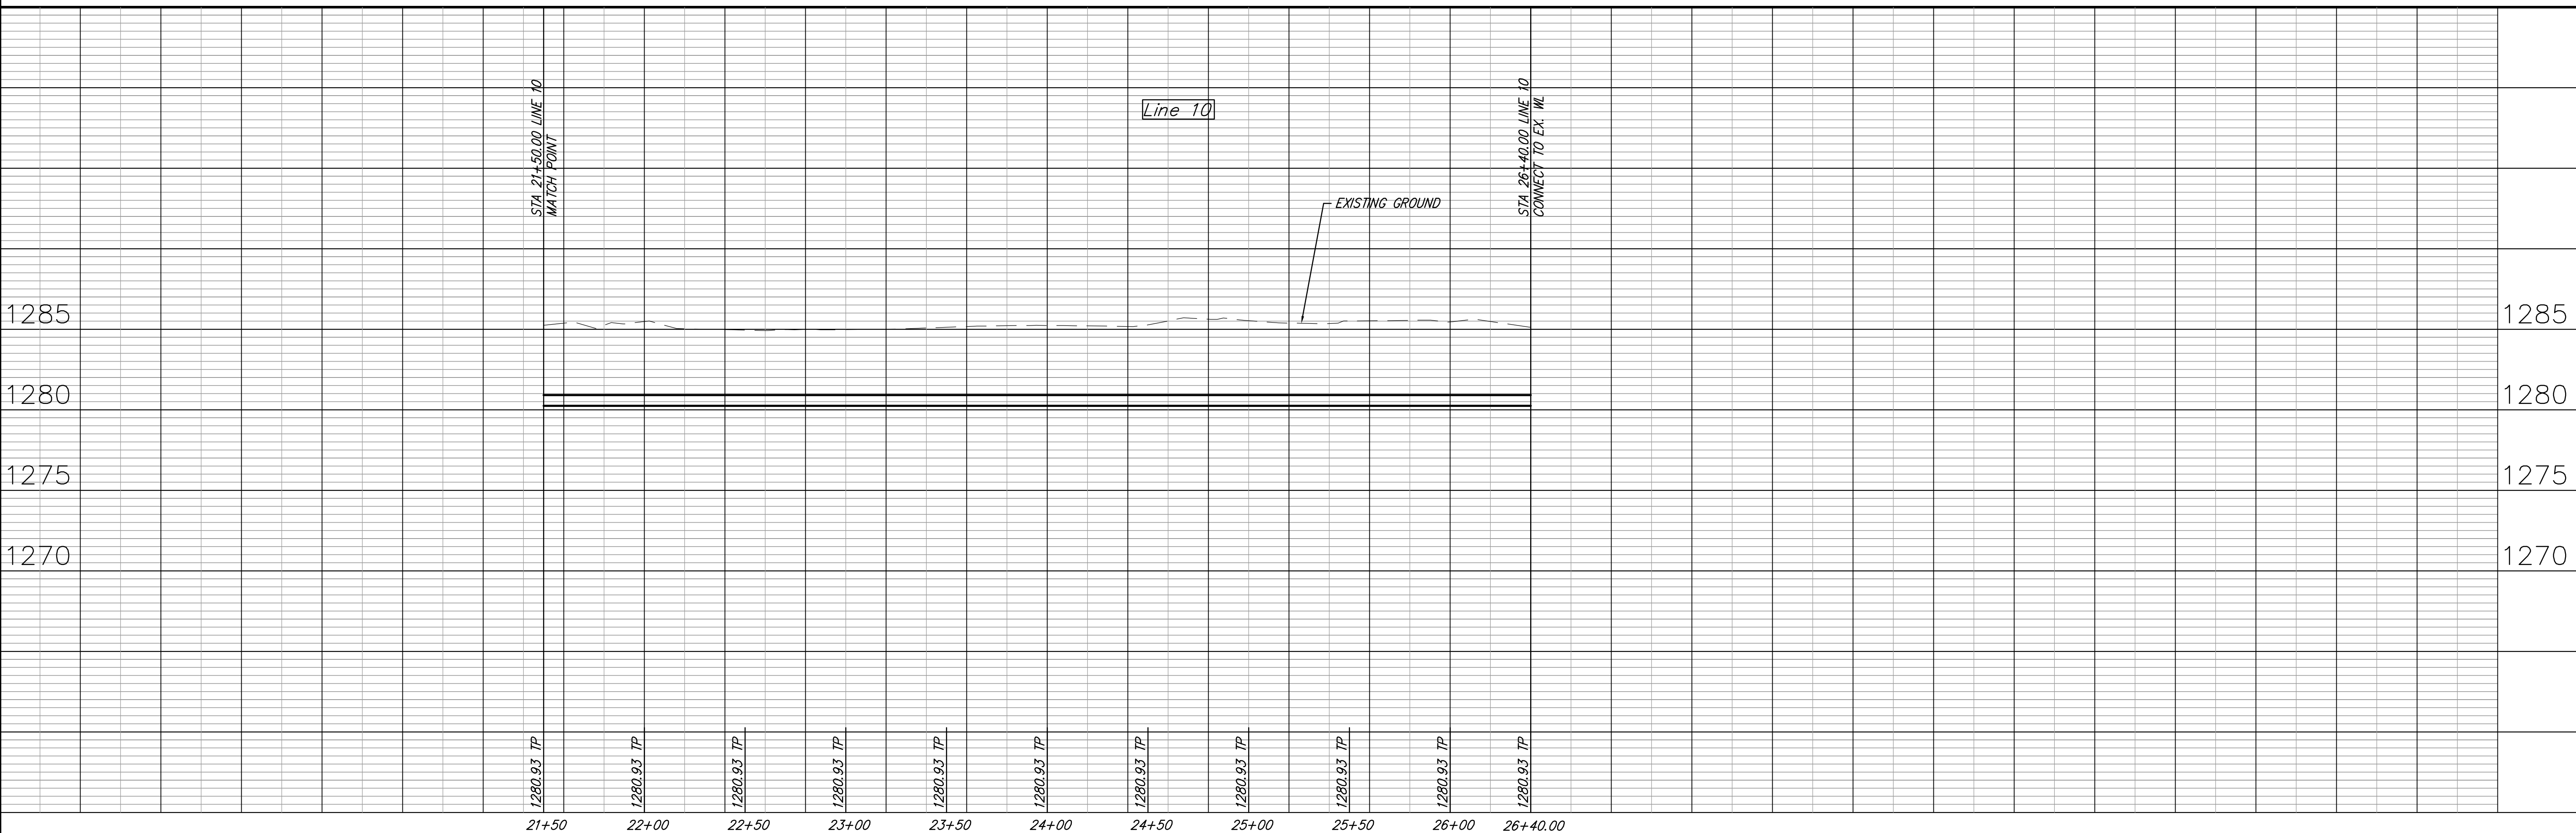 STA 21+50.00 LINE 10
MATCH POINT
Line 10
STA 26+40.00 LINE 10
CONNECT TO EX. WL
EXISTING GROUND
1285
1285
1280
1280
1275
1275
1270
1270
1280.93 TP
1280.93 TP
1280.93 TP
1280.93 TP
1280.93 TP
1280.93 TP
1280.93 TP
1280.93 TP
1280.93 TP
1280.93 TP
1280.93 TP
21+50
22+00
22+50
23+00
23+50
24+00
24+50
25+00
25+50
26+00
26+40.00